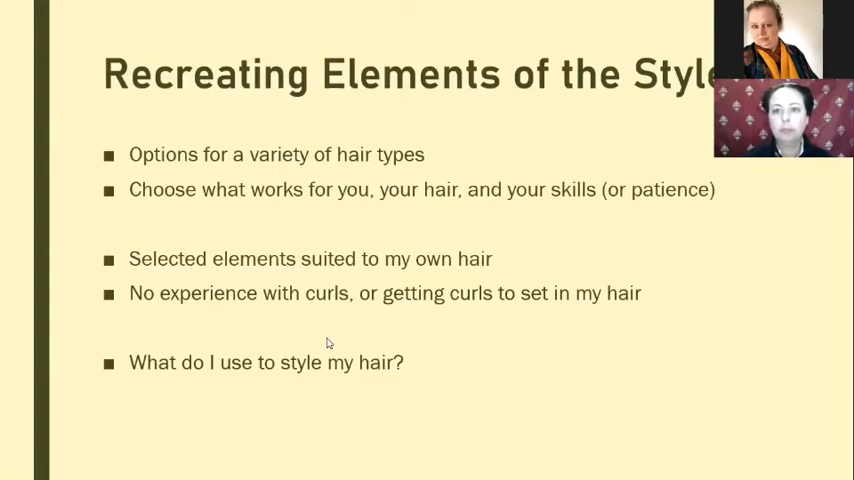 Recreating Elements of the Style
Options for a variety of hair types
Choose what works for you, your hair, and your skills (or patience)
Selected elements suited to my own hair
No experience with curls, or getting curls to set in my hair
What do I use to style my hair?